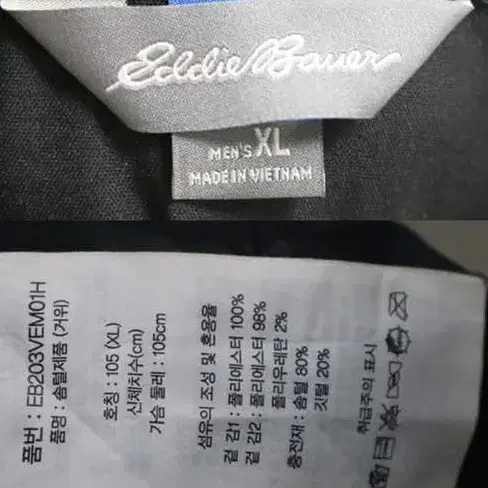 Eddie Bauer
MEN'S XL
MADE IN VIETNAM
품번 : EB203VEM01H
품명 : 솜털제품 (거위)
호칭 : 105 (XL)
신체치수(cm)
가슴 둘레 : 105cm
섬유의 조성 및 혼용율
겉 감1 : 폴리에스터 100%
겉 감2 : 폴리에스터 98%
폴리우레탄 2%
충전재 : 솜털 80%
깃털 20%
취급주의 표시